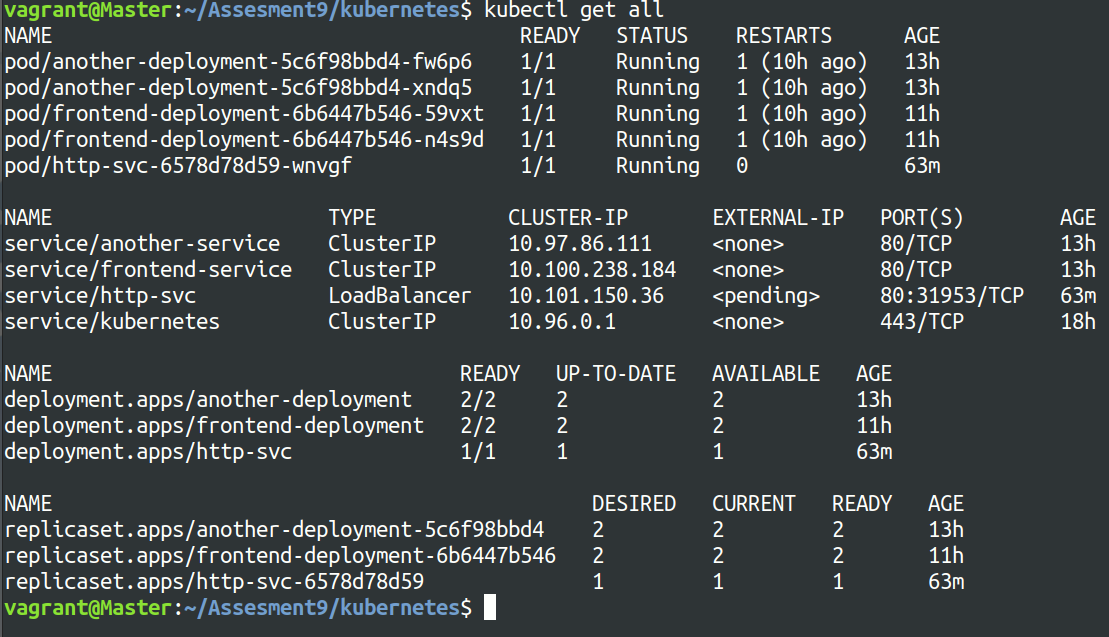 vagrant@Master:~/Assesment9/kubernetes$ kubectl get all
NAME READY STATUS RESTARTS AGE
pod/another-deployment-5c6f98bbd4-fw6p6 1/1 Running 1 (10h ago) 13h
pod/another-deployment-5c6f98bbd4-xndq5 1/1 Running 1 (10h ago) 13h
pod/frontend-deployment-6b6447b546-59vxt 1/1 Running 1 (10h ago) 11h
pod/frontend-deployment-6b6447b546-n4s9d 1/1 Running 1 (10h ago) 11h
pod/http-svc-6578d78d59-wnvgf 1/1 Running 0 63m
NAME TYPE CLUSTER-IP EXTERNAL-IP PORT(S) AGE
service/another-service ClusterIP 10.97.86.111 <none> 80/TCP 13h
service/frontend-service ClusterIP 10.100.238.184 <none> 80/TCP 13h
service/http-svc LoadBalancer 10.101.150.36 <pending> 80:31953/TCP 63m
service/kubernetes ClusterIP 10.96.0.1 <none> 443/TCP 18h
NAME READY UP-TO-DATE AVAILABLE AGE
deployment.apps/another-deployment 2/2 2 2 13h
deployment.apps/frontend-deployment 2/2 2 2 11h
deployment.apps/http-svc 1/1 1 1 63m
NAME DESIRED CURRENT READY AGE
replicaset.apps/another-deployment-5c6f98bbd4 2 2 2 13h
replicaset.apps/frontend-deployment-6b6447b546 2 2 2 11h
replicaset.apps/http-svc-6578d78d59 1 1 1 63m
vagrant@Master:~/Assesment9/kubernetes$